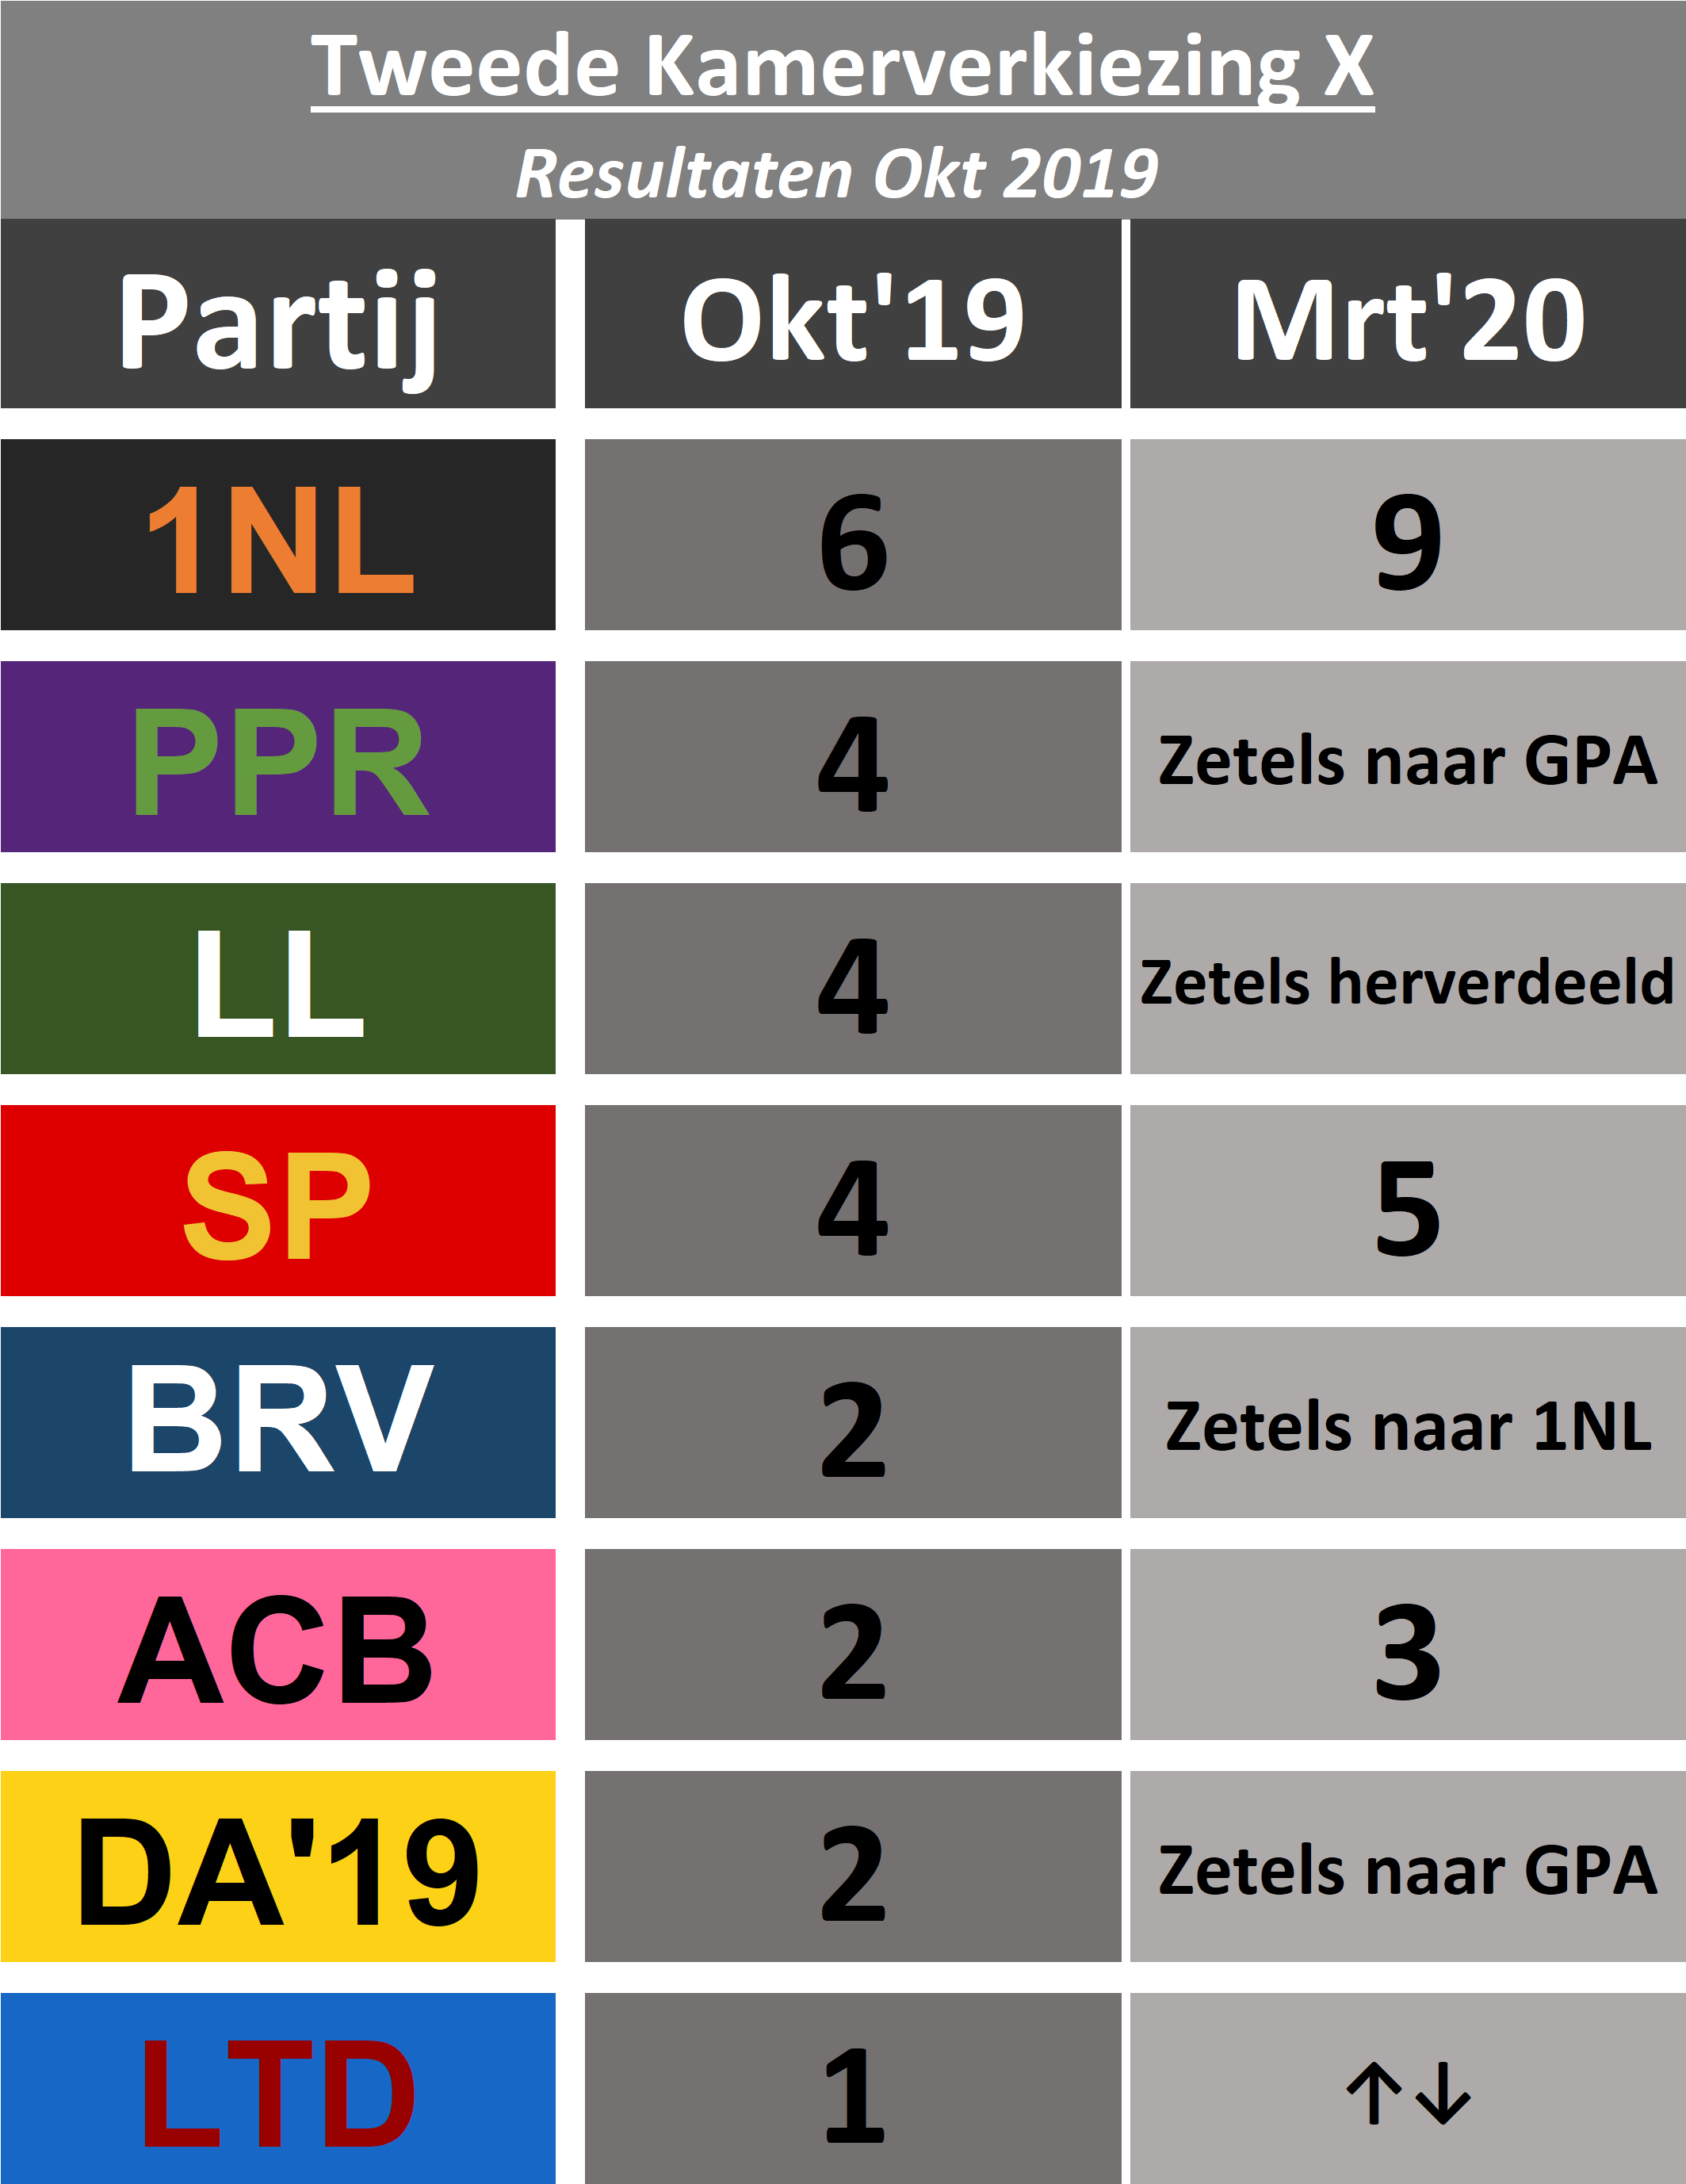 Tweede Kamerverkiezing X
Resultaten Okt 2019
Partij Okt'19 Mrt'20
1NL 6 9
PPR 4 Zetels naar GPA
LL 4 Zetels herverdeeld
SP 4 5
BRV 2 Zetels naar 1NL
ACB 2 3
DA'19 2 Zetels naar GPA
LTD 1 ↑↓